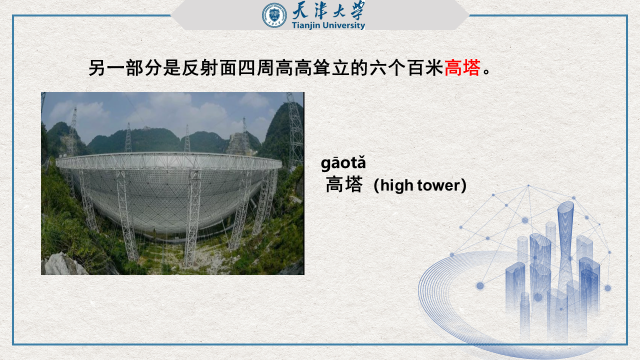 天津大学
Tianjin University
另一部分是反射面四周高高耸立的六个百米高塔。
gāotǎ
高塔（high tower）